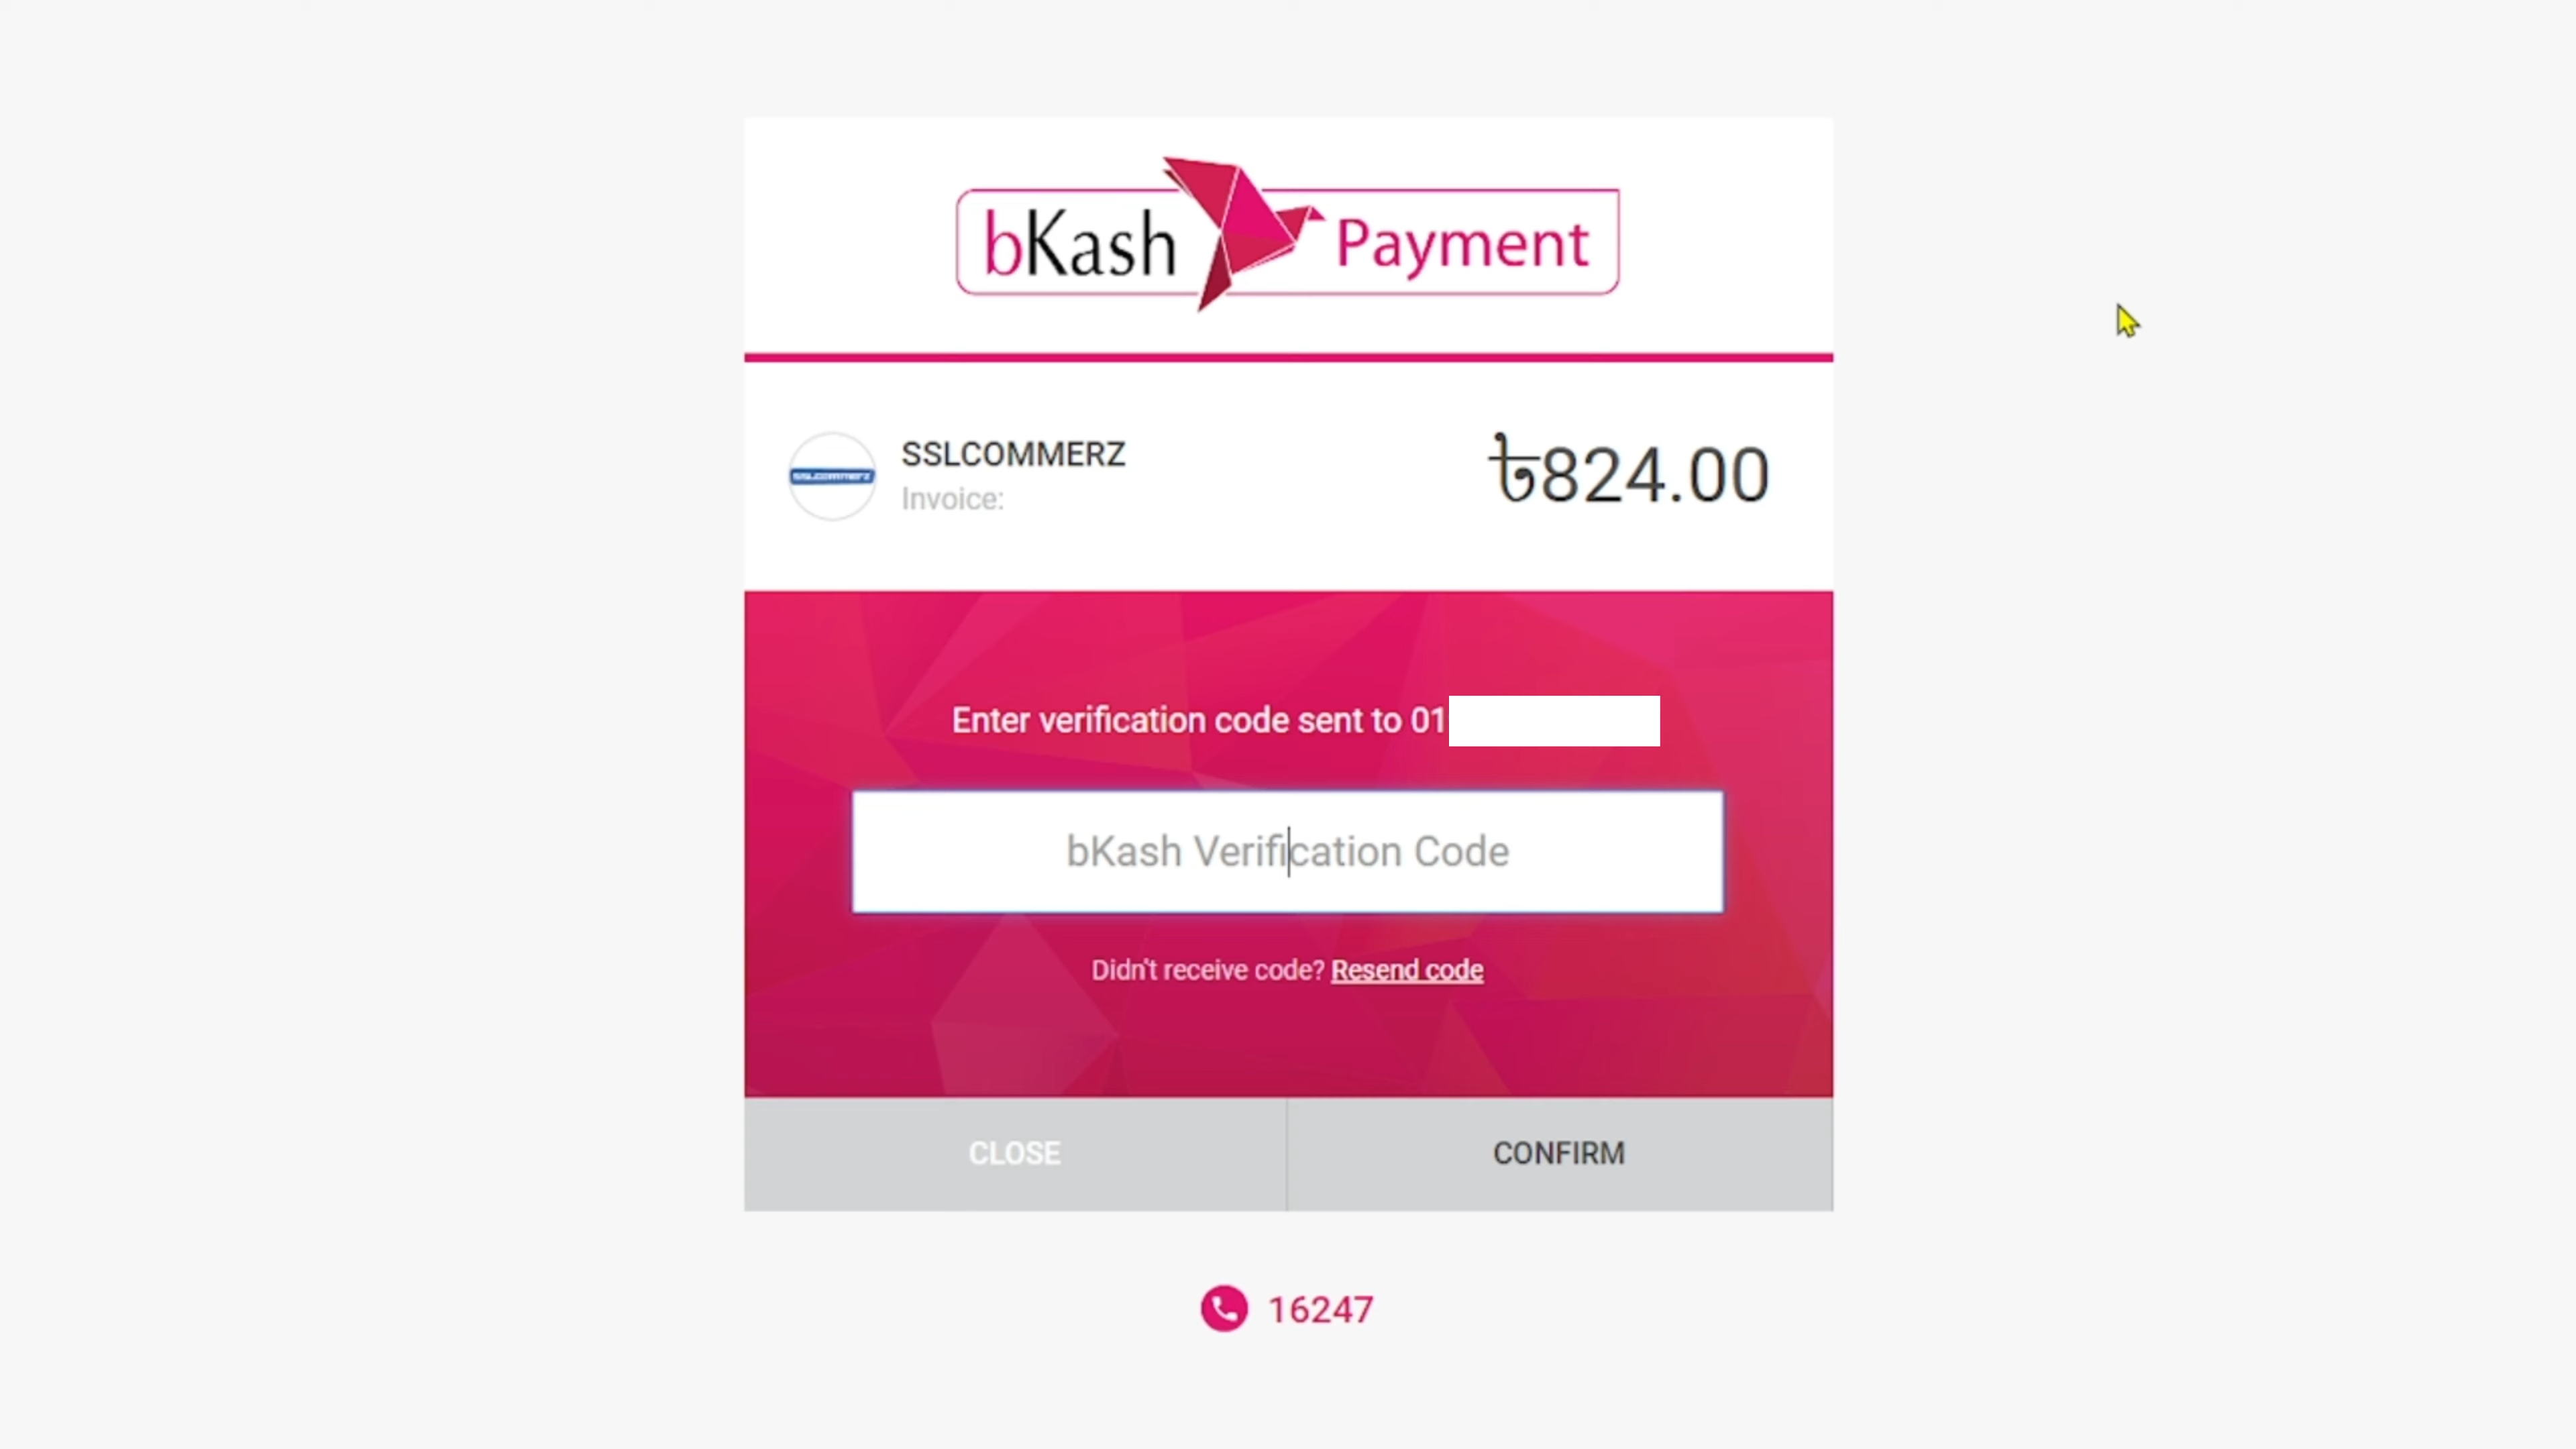 bKash Payment
SSLCOMMERZ
SSLCOMMERZ
Invoice:
৳824.00
Enter verification code sent to 01
bKash Verification Code
Didn't receive code? Resend code
CLOSE
CONFIRM
16247